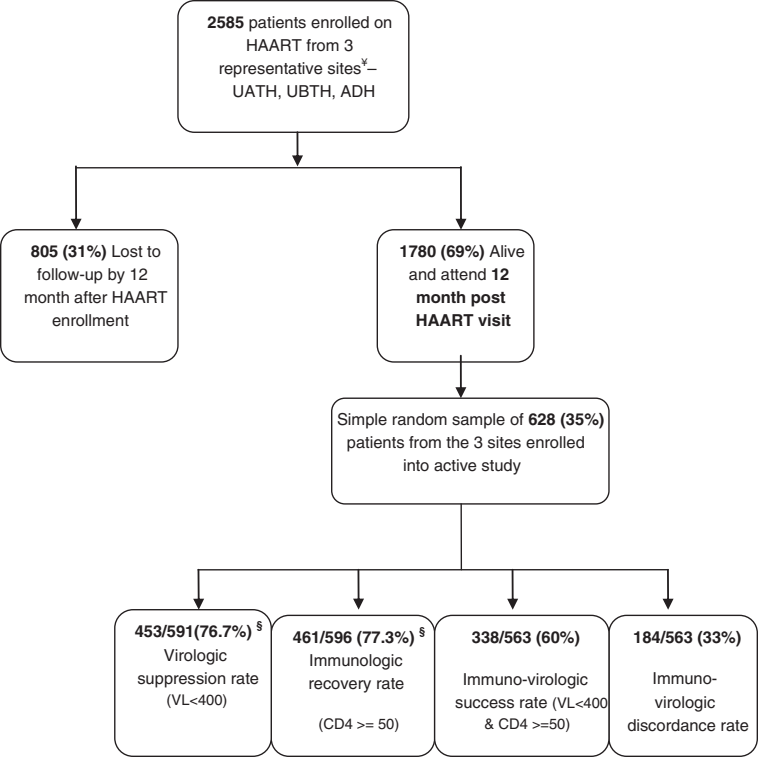 2585 patients enrolled on
HAART from 3
representative sites¥–
UATH, UBTH, ADH
805 (31%) Lost to
follow-up by 12
month after HAART
enrollment
1780 (69%) Alive
and attend 12
month post
HAART visit
Simple random sample of 628 (35%)
patients from the 3 sites enrolled
into active study
453/591(76.7%) §
Virologic
suppression rate
(VL<400)
461/596 (77.3%) §
Immunologic
recovery rate
(CD4 >= 50)
338/563 (60%)
Immuno-virologic
success rate (VL<400
& CD4 >=50)
184/563 (33%)
Immuno-
virologic
discordance rate